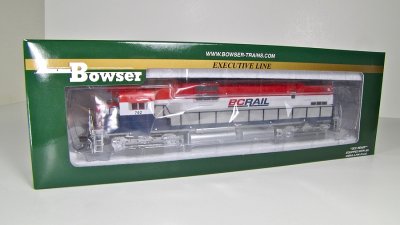 WWW.BOWSER-TRAINS.COM
EXECUTIVE LINE
Bowser
BCRAIL